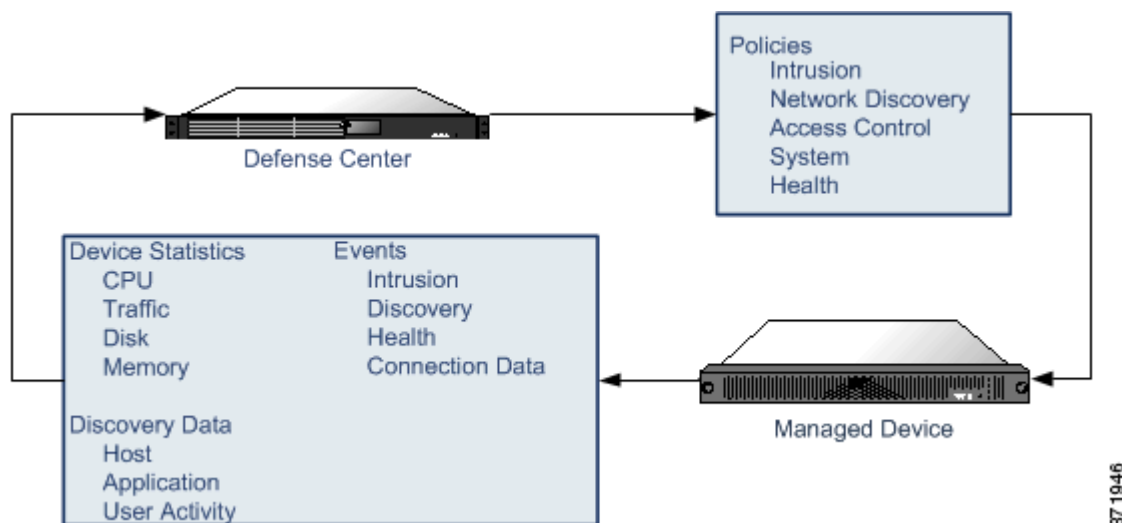 Policies
Intrusion
Network Discovery
Access Control
System
Health
Defense Center
Device Statistics
CPU
Traffic
Disk
Memory
Events
Intrusion
Discovery
Health
Connection Data
Discovery Data
Host
Application
User Activity
Managed Device
371946